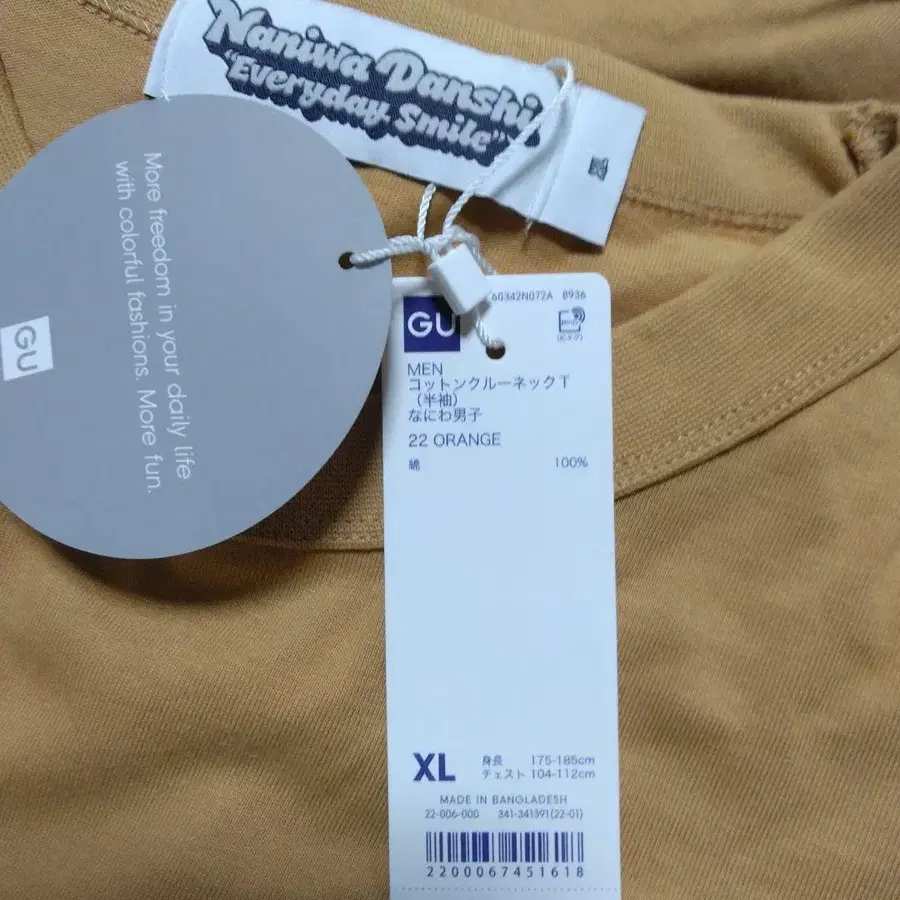 Naniwa Danshi
"Everyday Smile"
More freedom in your daily life
with colorful fashions. More fun.
GU
60342N072A 8936
GU
MEN
コットンクルーネックT
(半袖)
なにわ男子
22 ORANGE
綿 100%
XL
身長 175-185cm
チェスト 104-112cm
MADE IN BANGLADESH
22-006-000 341-341391(22-01)
2200067451618